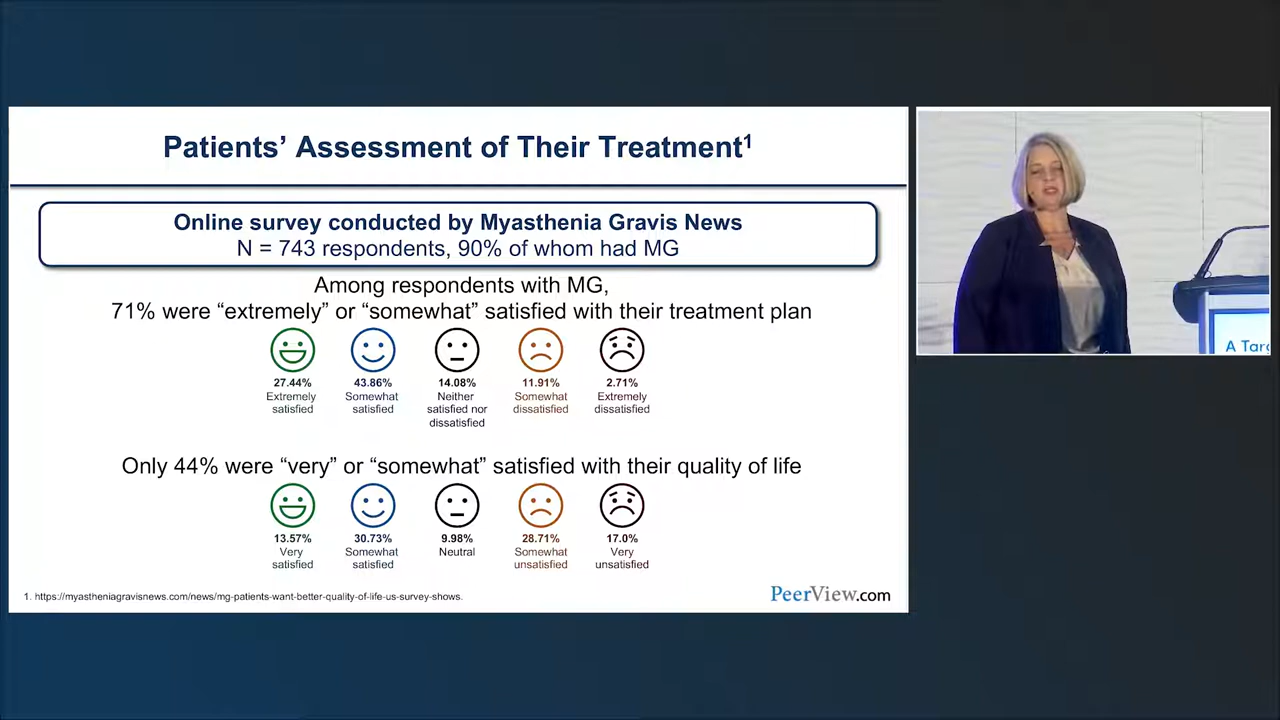 Patients’ Assessment of Their Treatment1
Online survey conducted by Myasthenia Gravis News
N = 743 respondents, 90% of whom had MG
Among respondents with MG,
71% were “extremely” or “somewhat” satisfied with their treatment plan
27.44%
Extremely
satisfied
43.86%
Somewhat
satisfied
14.08%
Neither
satisfied nor
dissatisfied
11.91%
Somewhat
dissatisfied
2.71%
Extremely
dissatisfied
Only 44% were “very” or “somewhat” satisfied with their quality of life
13.57%
Very
satisfied
30.73%
Somewhat
satisfied
9.98%
Neutral
28.71%
Somewhat
unsatisfied
17.0%
Very
unsatisfied
1. https://myastheniagravisnews.com/news/mg-patients-want-better-quality-of-life-us-survey-shows.
PeerView.com
A Targ